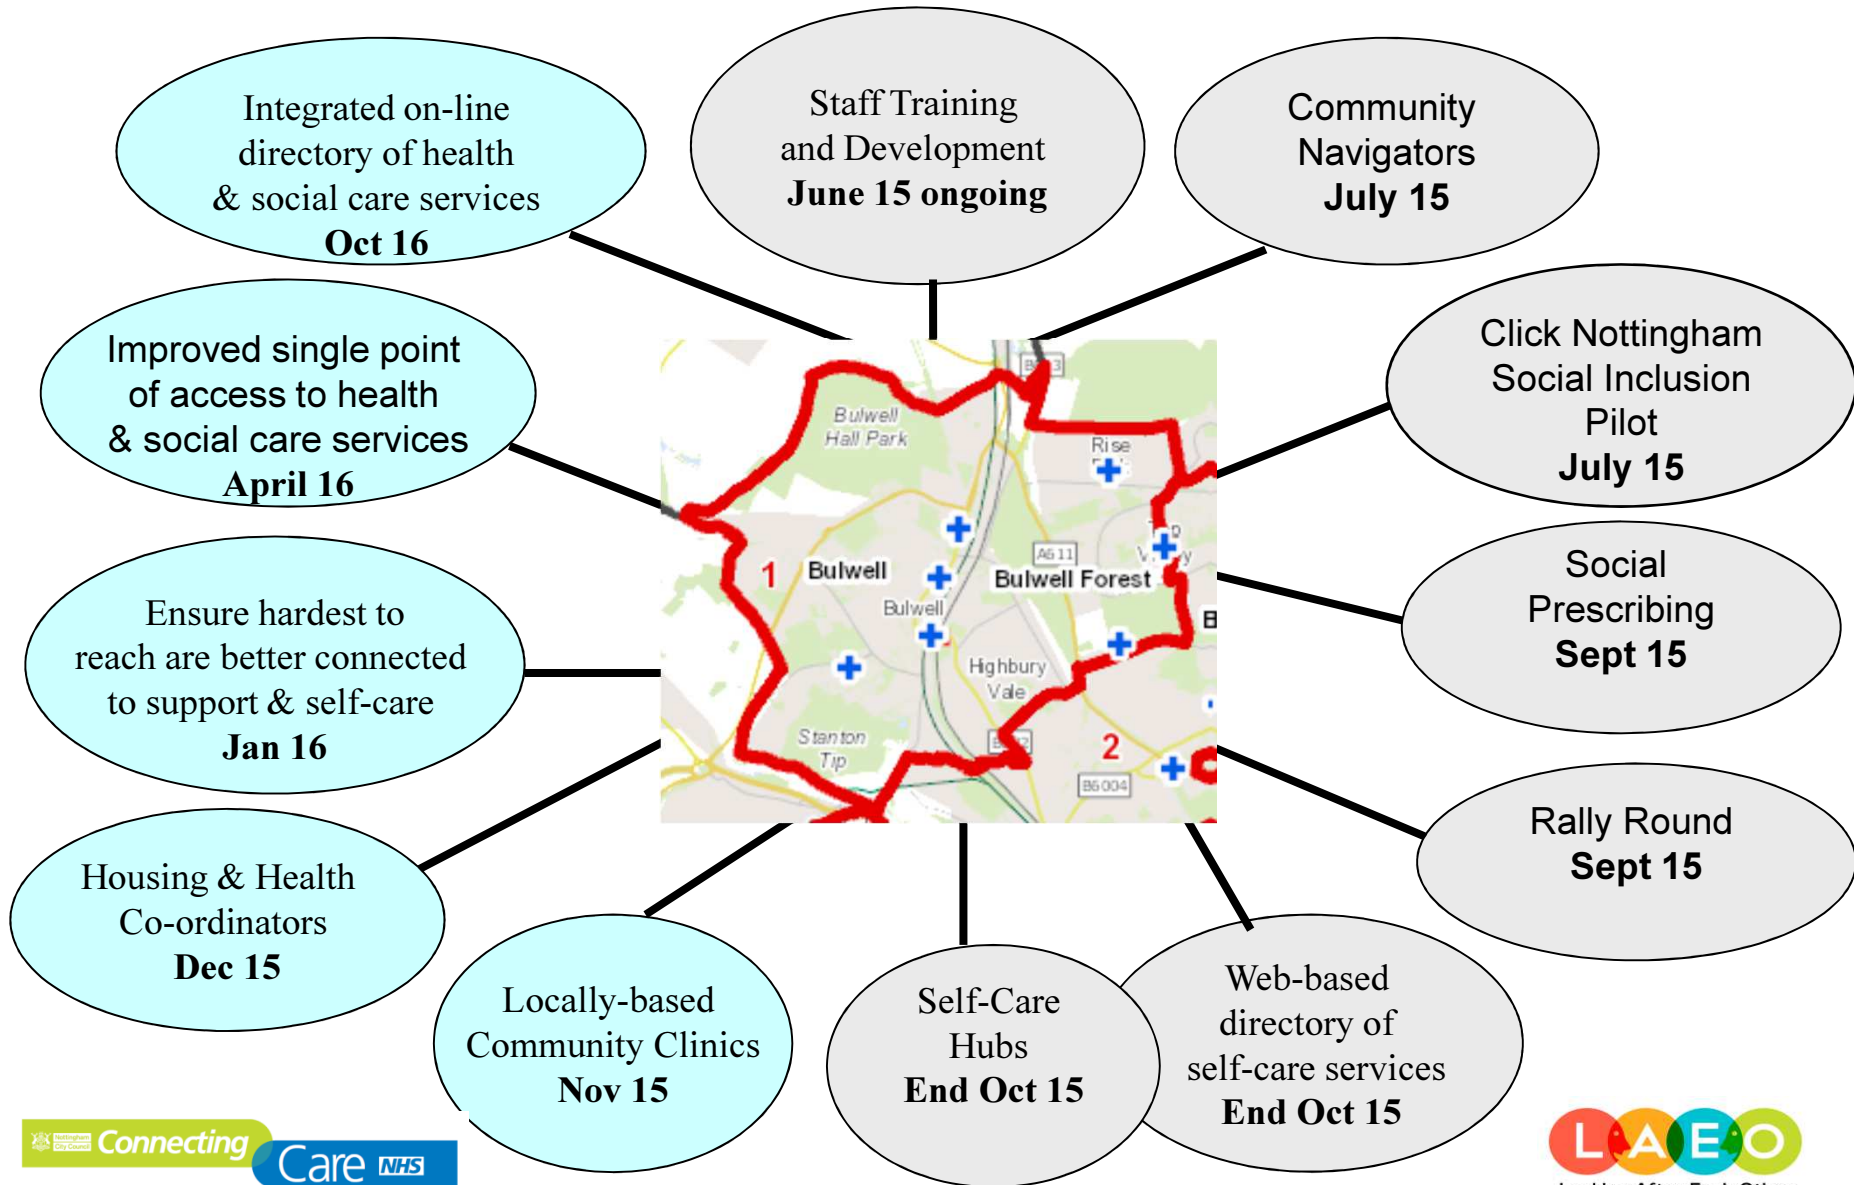 Integrated on-line
directory of health
& social care services
Oct 16
Staff Training
and Development
June 15 ongoing
Community
Navigators
July 15
Click Nottingham
Social Inclusion
Pilot
July 15
Social
Prescribing
Sept 15
Rally Round
Sept 15
Web-based
directory of
self-care services
End Oct 15
Self-Care
Hubs
End Oct 15
Locally-based
Community Clinics
Nov 15
Housing & Health
Co-ordinators
Dec 15
Ensure hardest to
reach are better connected
to support & self-care
Jan 16
Improved single point
of access to health
& social care services
April 16
Bulwell
Hall Park
Rise
A611
1
Bulwell
Bulwell Forest
Bulwell
Highbury
Vale
Stanton
Tip
2
B6004
Nottingham
City Council
Connecting
Care NHS
LAEO